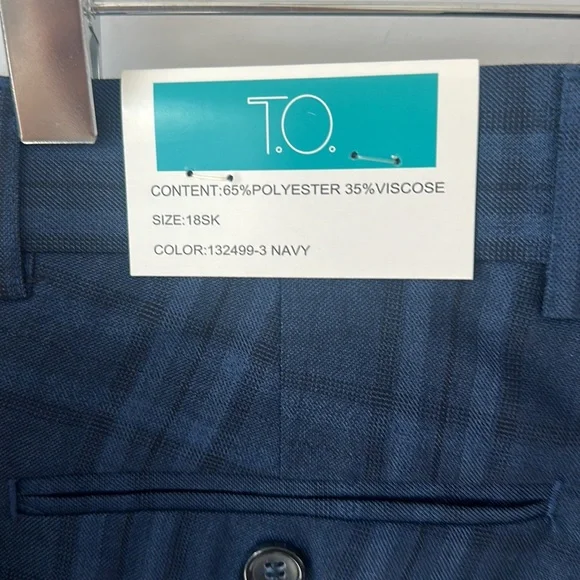 T.O.
CONTENT:65%POLYESTER 35%VISCOSE
SIZE:18SK
COLOR:132499-3 NAVY